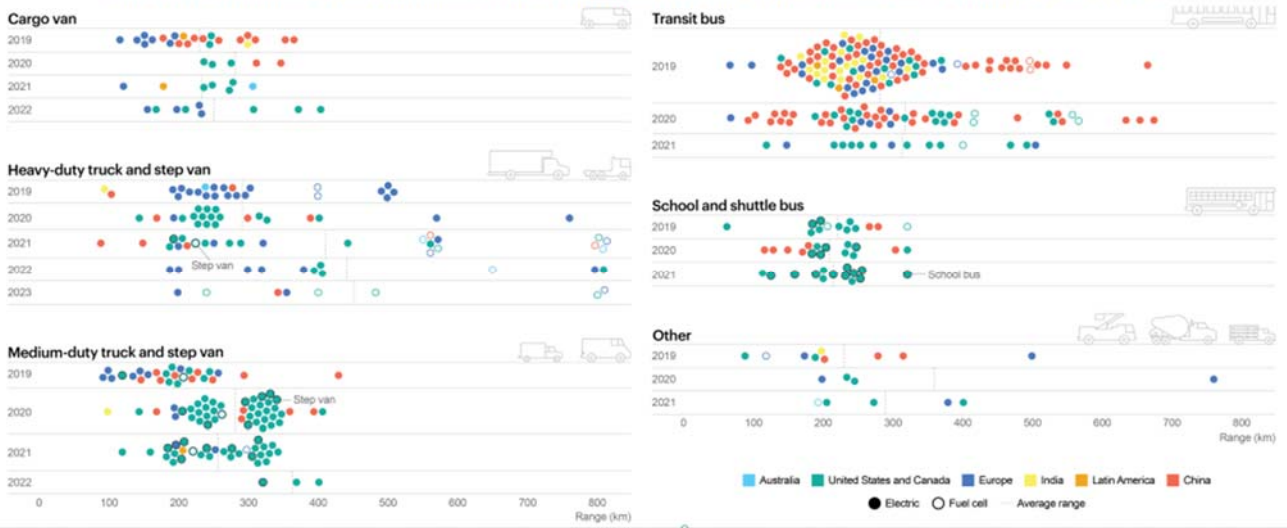 Cargo van
2019
2020
2021
2022
Heavy-duty truck and step van
2019
2020
2021
Step van
2022
2023
Medium-duty truck and step van
2019
Step van
2020
2021
2022
0 100 200 300 400 500 600 700 800
Range (km)
Transit bus
2019
2020
2021
School and shuttle bus
2019
2020
2021
School bus
Other
2019
2020
2021
0 100 200 300 400 500 600 700 800
Range (km)
Australia United States and Canada Europe India Latin America China
Electric Fuel cell Average range